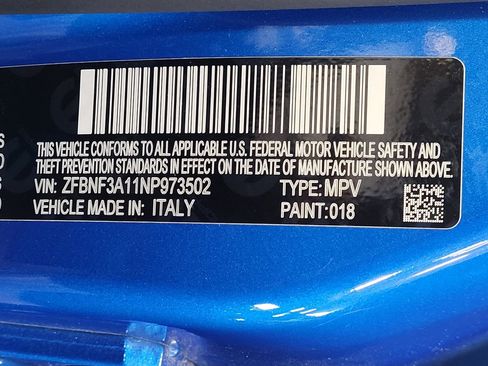 THIS VEHICLE CONFORMS TO ALL APPLICABLE U.S. FEDERAL MOTOR VEHICLE SAFETY AND
THEFT PREVENTION STANDARDS IN EFFECT ON THE DATE OF MANUFACTURE SHOWN ABOVE.
VIN: ZFBNF3A11NP973502 TYPE: MPV
VEHICLE MADE IN: ITALY PAINT:018